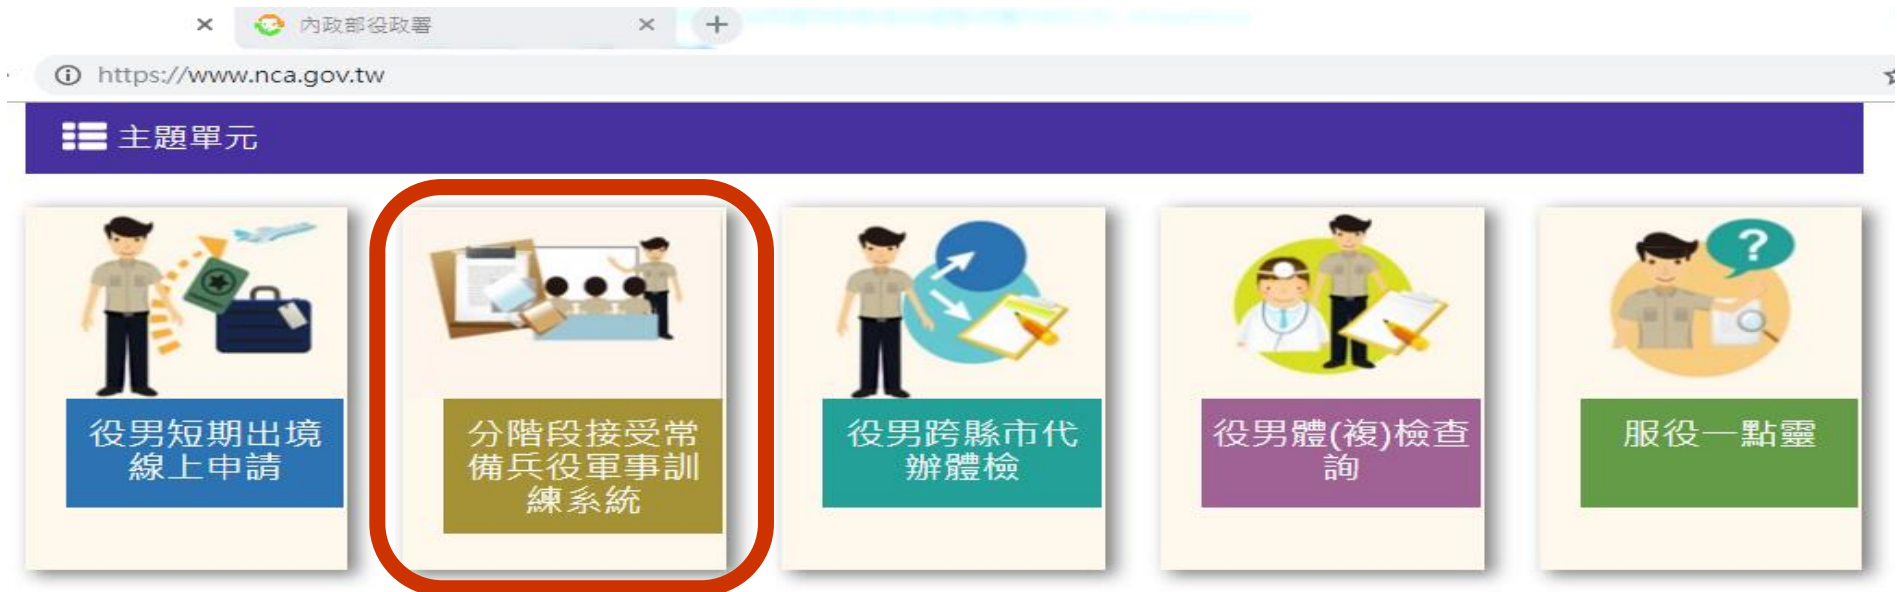 內政部役政署
https://www.nca.gov.tw
主題單元
役男短期出境
線上申請
分階段接受常
備兵役軍事訓
練系統
役男跨縣市代
辦體檢
役男體(複)檢查
詢
服役一點靈
?